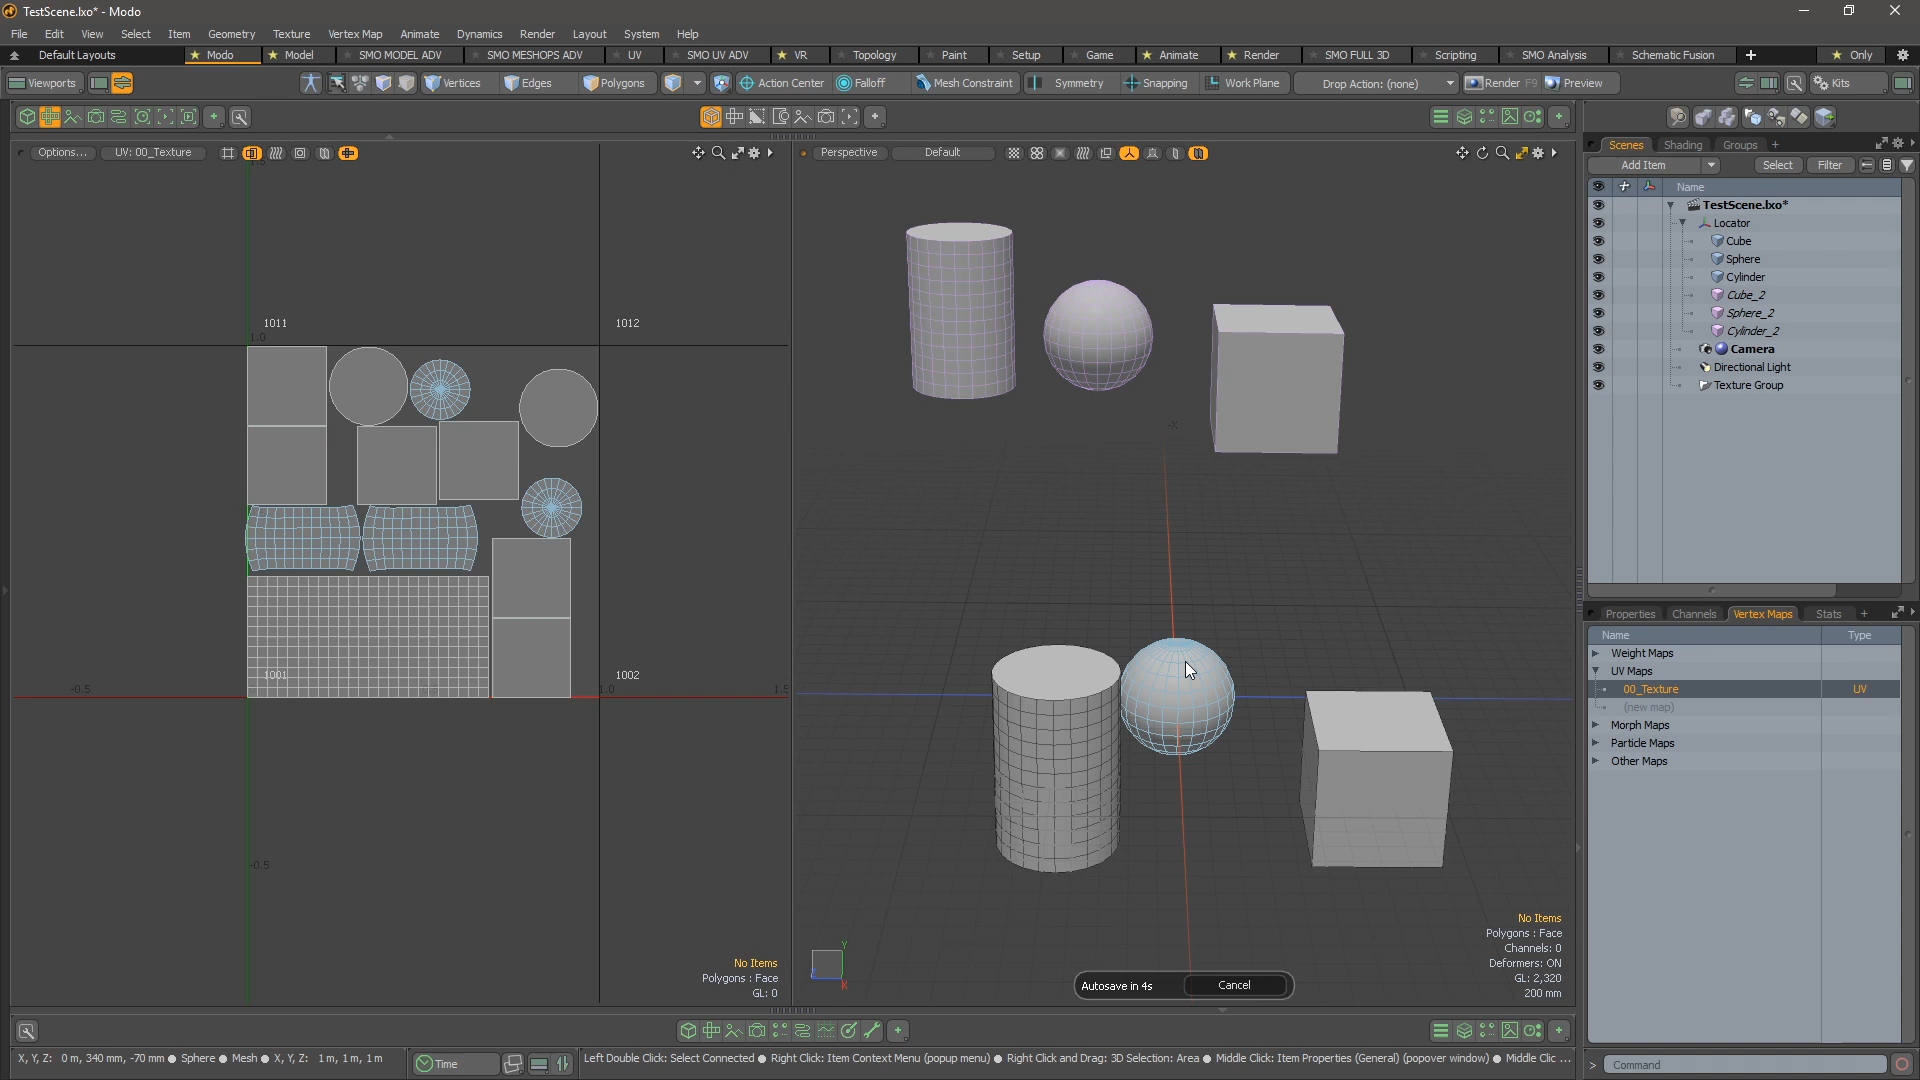 TestScene.lxo* - Modo
File Edit View Select Item Geometry Texture Vertex Map Animate Dynamics Render Layout System Help
Default Layouts Modo Model SMO MODEL ADV SMO MESHOPS ADV UV SMO UV ADV VR Topology Paint Setup Game Animate Render SMO FULL 3D Scripting SMO Analysis Schematic Fusion Only
Viewports Vertices Edges Polygons Action Center Falloff Mesh Constraint Symmetry Snapping Work Plane Drop Action: (none) Render F9 Preview Kits
Options... UV: 00_Texture
Perspective Default
1011
1012
1.0
1001
1002
-0.5
1.0
1.5
-0.5
No Items
Polygons : Face
GL: 0
-X
Y
X
No Items
Polygons : Face
Channels: 0
Deformers: ON
GL: 2,320
200 mm
Autosave in 4s Cancel
Scenes Shading Groups +
Add Item Select Filter
Name
TestScene.lxo*
Locator
Cube
Sphere
Cylinder
Cube_2
Sphere_2
Cylinder_2
Camera
Directional Light
Texture Group
Properties Channels Vertex Maps Stats +
Name Type
Weight Maps
UV Maps
00_Texture UV
(new map)
Morph Maps
Particle Maps
Other Maps
X, Y, Z: 0 m, 340 mm, -70 mm ● Sphere ● Mesh ● X, Y, Z: 1 m, 1 m, 1 m
Time
Left Double Click: Select Connected ● Right Click: Item Context Menu (popup menu) ● Right Click and Drag: 3D Selection: Area ● Middle Click: Item Properties (General) (popover window) ● Middle Clic ...
> Command